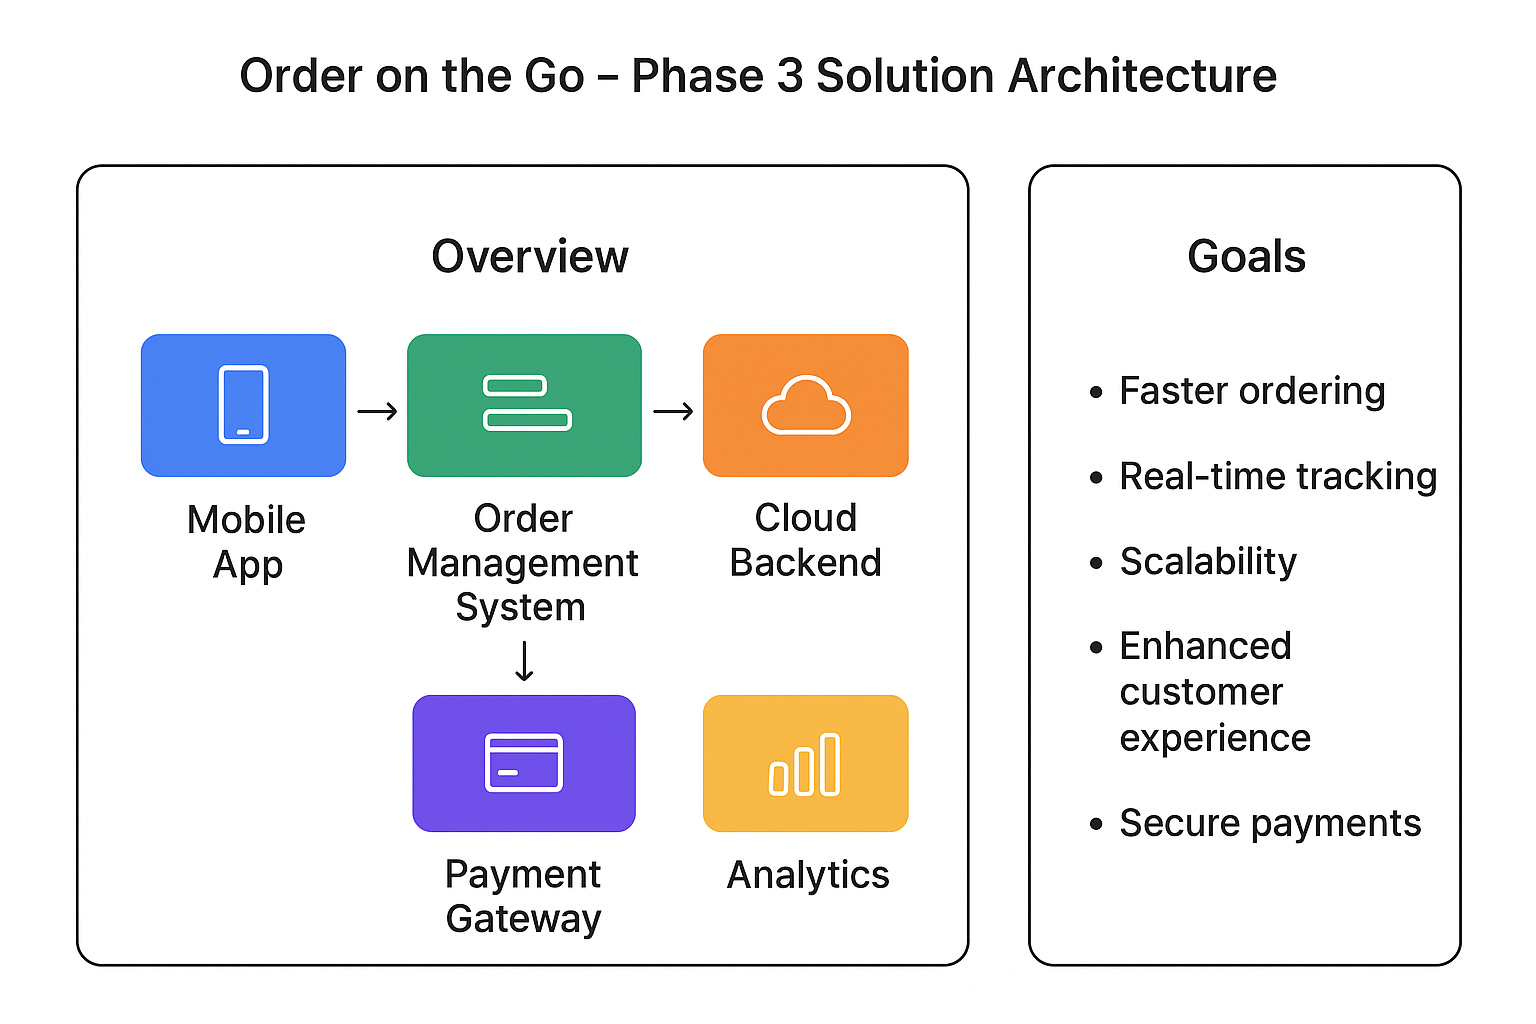 Order on the Go – Phase 3 Solution Architecture
Overview
Mobile
App
Order
Management
System
Cloud
Backend
Payment
Gateway
Analytics
Goals
• Faster ordering
• Real-time tracking
• Scalability
• Enhanced
customer
experience
• Secure payments